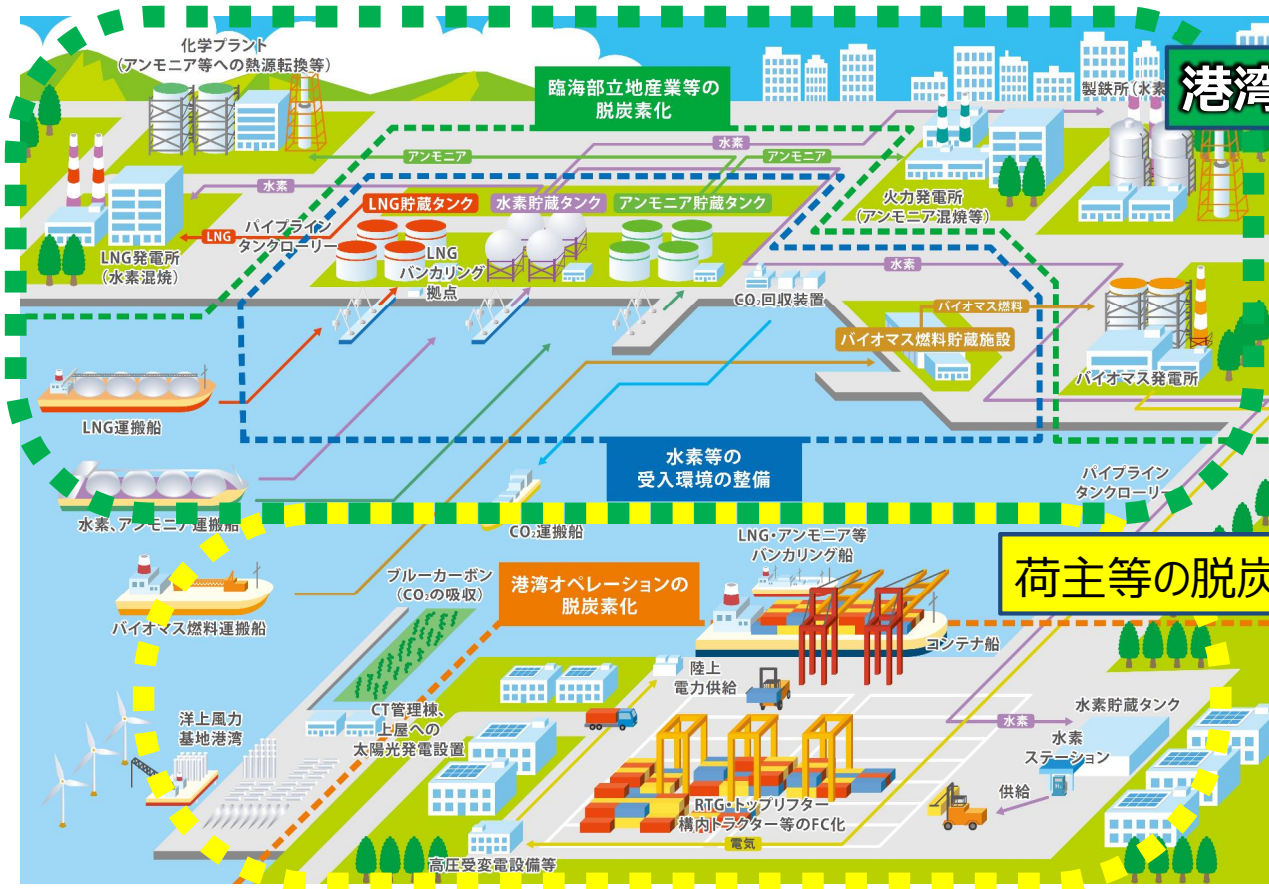 化学プラント
(アンモニア等への熱源転換等)
臨海部立地産業等の
脱炭素化
製鉄所(水素
港湾
アンモニア
水素
アンモニア
水素
LNG貯蔵タンク
水素貯蔵タンク
アンモニア貯蔵タンク
火力発電所
(アンモニア混焼等)
LNG
パイプライン
タンクローリー
LNG発電所
(水素混焼)
LNG
バンカリング
拠点
水素
CO₂回収装置
バイオマス燃料
バイオマス燃料貯蔵施設
バイオマス発電所
LNG運搬船
水素等の
受入環境の整備
パイプライン
タンクローリー
水素、アンモニア運搬船
CO₂運搬船
LNG・アンモニア等
バンカリング船
荷主等の脱炭
ブルーカーボン
(CO₂の吸収)
港湾オペレーションの
脱炭素化
バイオマス燃料運搬船
コンテナ船
陸上
電力供給
洋上風力
基地港湾
CT管理棟、
上屋への
太陽光発電設置
水素
水素貯蔵タンク
水素
ステーション
H₂
供給
RTG・トップリフター
構内トラクター等のFC化
電気
高圧受変電設備等